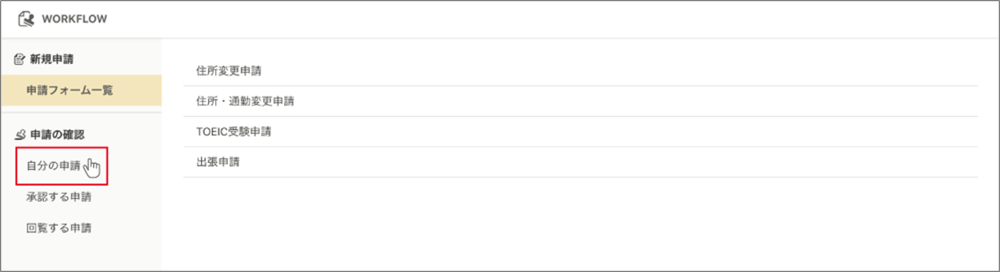 WORKFLOW
新規申請
申請フォーム一覧
申請の確認
自分の申請
承認する申請
回覧する申請
住所変更申請
住所・通勤変更申請
TOEIC受験申請
出張申請